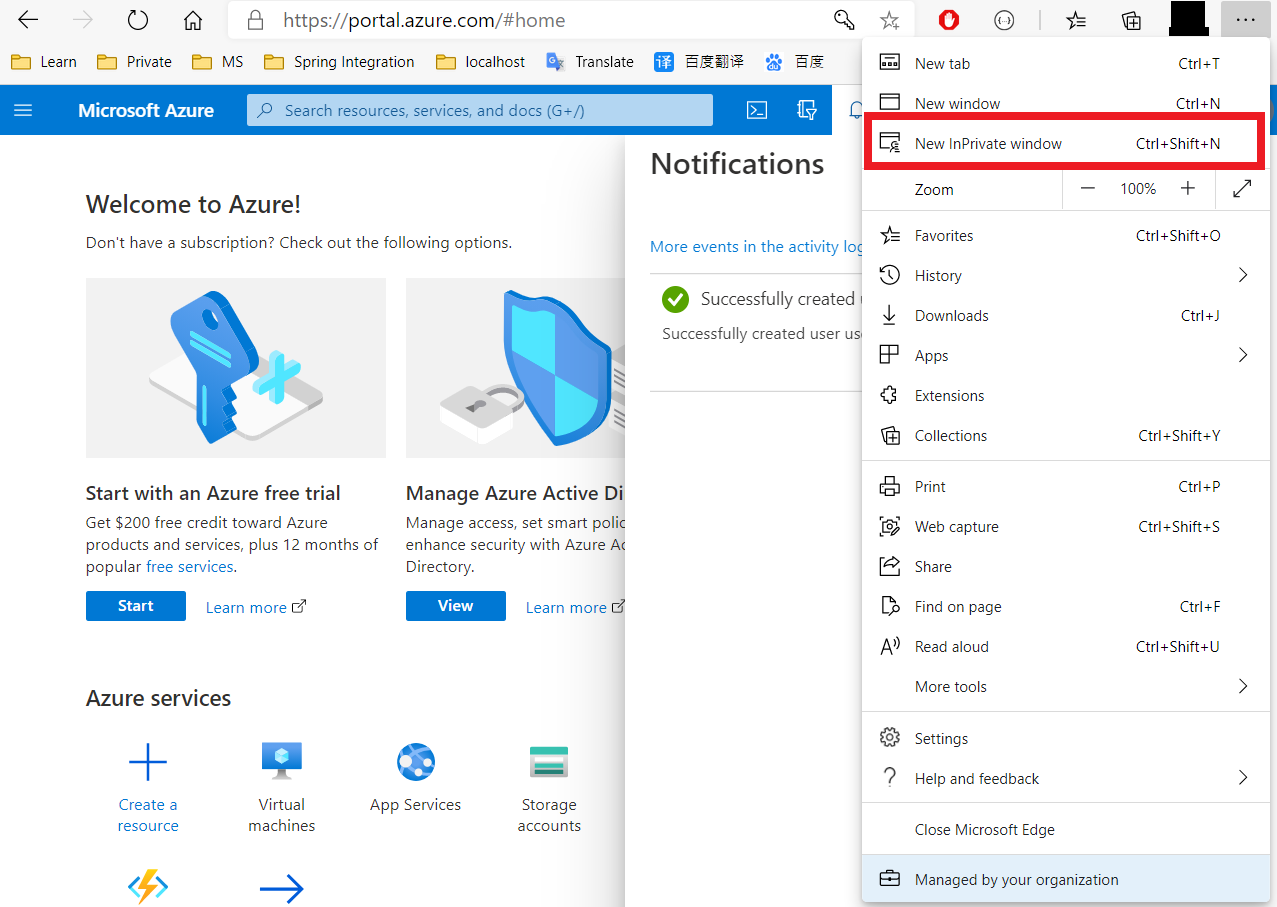 https://portal.azure.com/#home
Learn
Private
MS
Spring Integration
localhost
Translate
译
百度翻译
百度
Microsoft Azure
Search resources, services, and docs (G+/)
Welcome to Azure!
Don't have a subscription? Check out the following options.
Start with an Azure free trial
Get $200 free credit toward Azure
products and services, plus 12 months of
popular free services.
Start
Learn more
Manage Azure Active Di
Manage access, set smart polic
enhance security with Azure Ac
Directory.
View
Learn more
Azure services
Create a
resource
Virtual
machines
App Services
Storage
accounts
Notifications
More events in the activity log
Successfully created u
Successfully created user use
New tab Ctrl+T
New window Ctrl+N
New InPrivate window Ctrl+Shift+N
Zoom 100%
Favorites Ctrl+Shift+O
History
Downloads Ctrl+J
Apps
Extensions
Collections Ctrl+Shift+Y
Print Ctrl+P
Web capture Ctrl+Shift+S
Share
Find on page Ctrl+F
Read aloud Ctrl+Shift+U
More tools
Settings
Help and feedback
Close Microsoft Edge
Managed by your organization